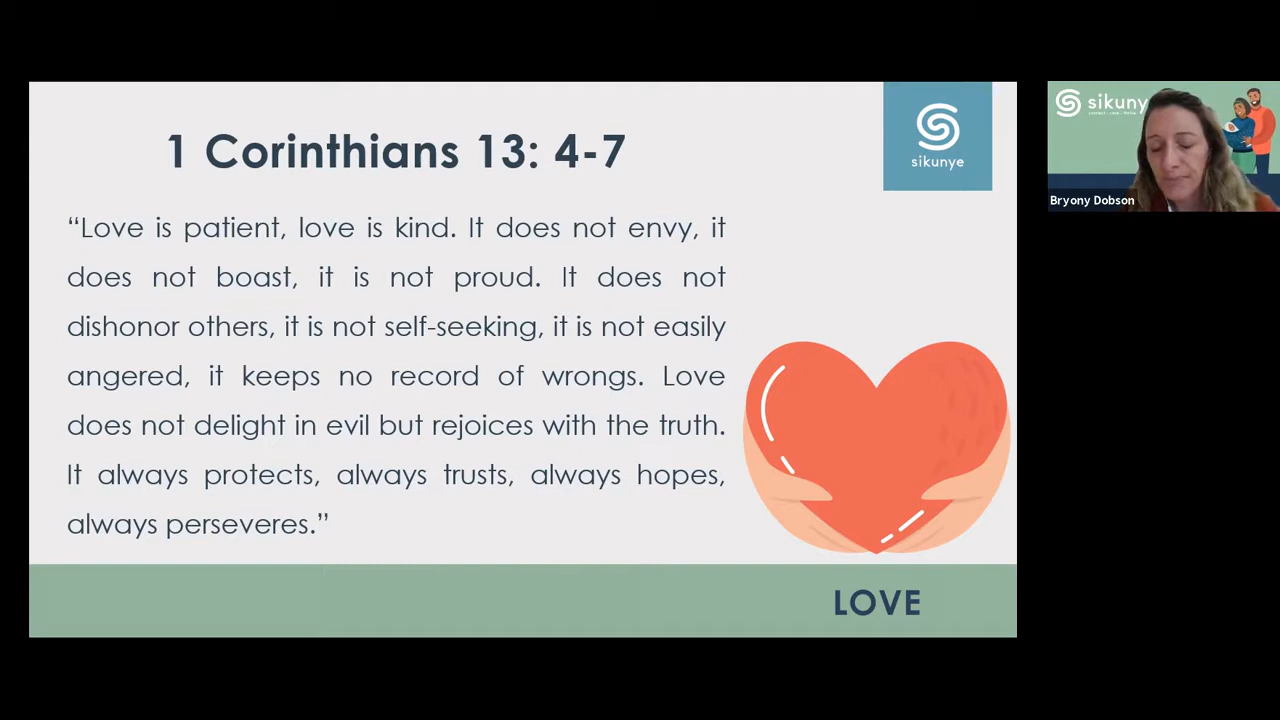 1 Corinthians 13: 4-7
sikunye
“Love is patient, love is kind. It does not envy, it
does not boast, it is not proud. It does not
dishonor others, it is not self-seeking, it is not easily
angered, it keeps no record of wrongs. Love
does not delight in evil but rejoices with the truth.
It always protects, always trusts, always hopes,
always perseveres.”
LOVE
sikuny
Bryony Dobson